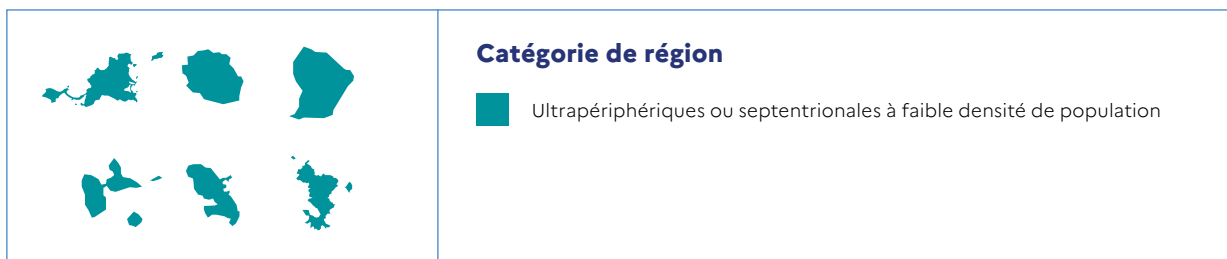 Catégorie de région
Ultrapériphériques ou septentrionales à faible densité de population